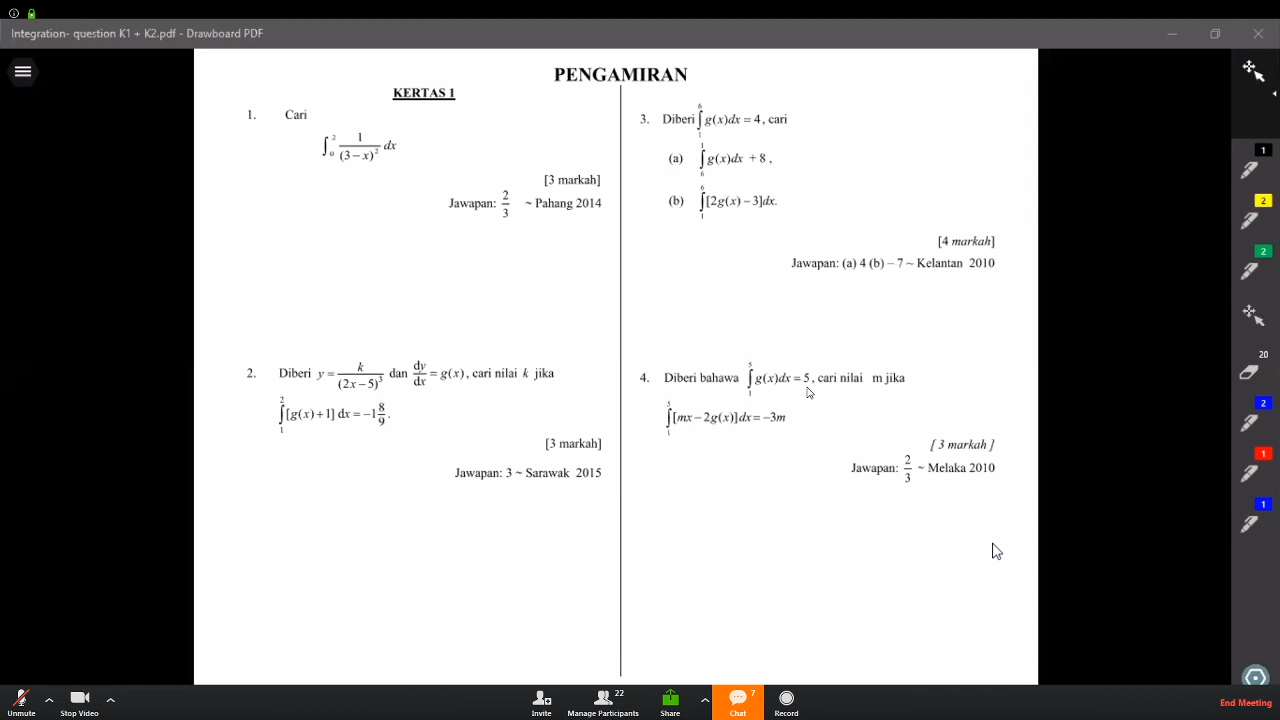 Integration- question K1 + K2.pdf - Drawboard PDF
PENGAMIRAN
KERTAS 1
1. Cari
∫₀² 1/(3 – x)² dx
[3 markah]
Jawapan: 2/3 ~ Pahang 2014
2. Diberi y = k/(2x – 5)³ dan dy/dx = g(x), cari nilai k jika
∫₁² [g(x) + 1] dx = –1 8/9 .
[3 markah]
Jawapan: 3 ~ Sarawak 2015
3. Diberi ∫₁⁶ g(x)dx = 4, cari
(a) ∫₆¹ g(x)dx + 8 ,
(b) ∫₁⁶ [2g(x) – 3]dx.
[4 markah]
Jawapan: (a) 4 (b) – 7 ~ Kelantan 2010
4. Diberi bahawa ∫₁⁵ g(x)dx = 5, cari nilai m jika
∫₁⁵ [mx – 2g(x)]dx = –3m
[ 3 markah ]
Jawapan: 2/3 ~ Melaka 2010
1
2
2
20
2
1
1
Unmute
Stop Video
Invite
Manage Participants
22
Share
Chat
7
Record
End Meeting